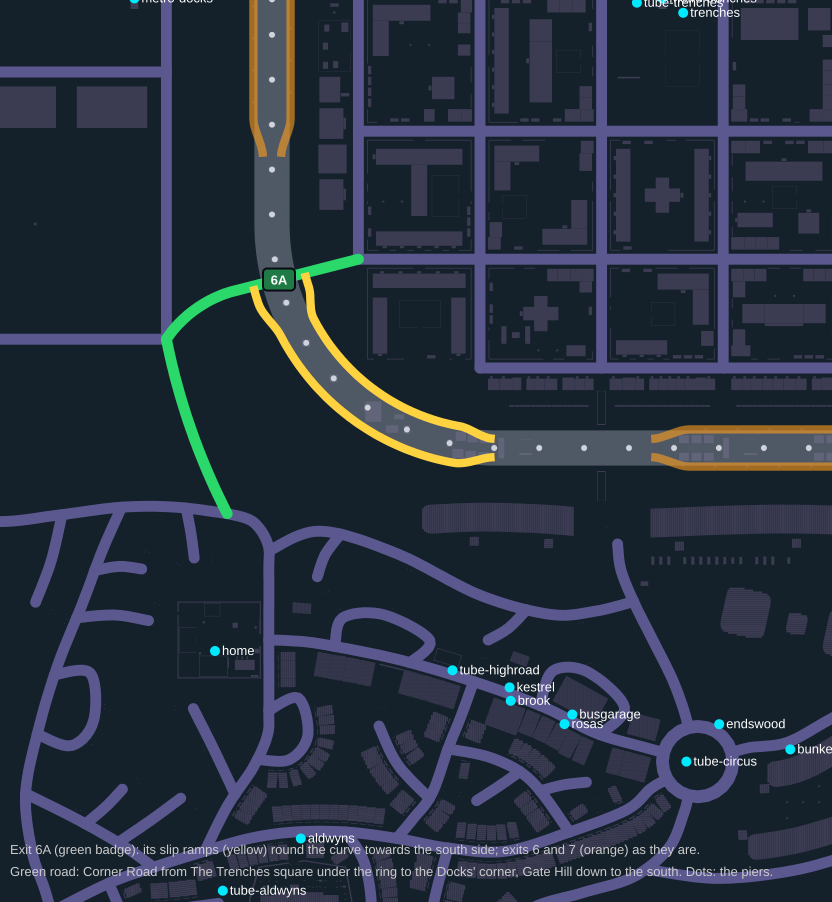 metro-docks
trenches
6A
home
tube-highroad
kestrel
brook
busgarage
rosas
endswood
bunke
tube-circus
aldwyns
Exit 6A (green badge): its slip ramps (yellow) round the curve towards the south side; exits 6 and 7 (orange) as they are.
Green road: Corner Road from The Trenches square under the ring to the Docks' corner, Gate Hill down to the south. Dots: the piers.
tube-aldwyns